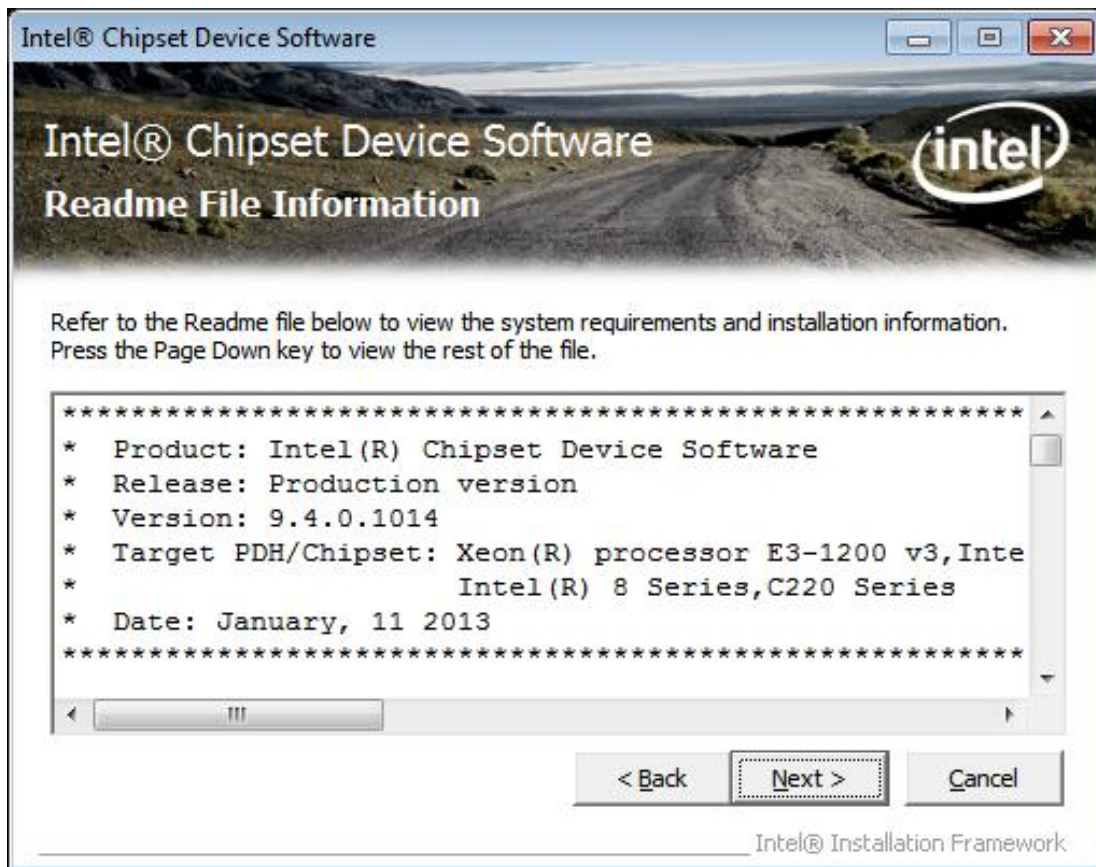 Intel® Chipset Device Software
Intel® Chipset Device Software
intel
Readme File Information
Refer to the Readme file below to view the system requirements and installation information.
Press the Page Down key to view the rest of the file.
********************************************************
* Product: Intel(R) Chipset Device Software
* Release: Production version
* Version: 9.4.0.1014
* Target PDH/Chipset: Xeon(R) processor E3-1200 v3,Inte
* Intel(R) 8 Series,C220 Series
* Date: January, 11 2013
********************************************************
< Back
Next >
Cancel
Intel® Installation Framework